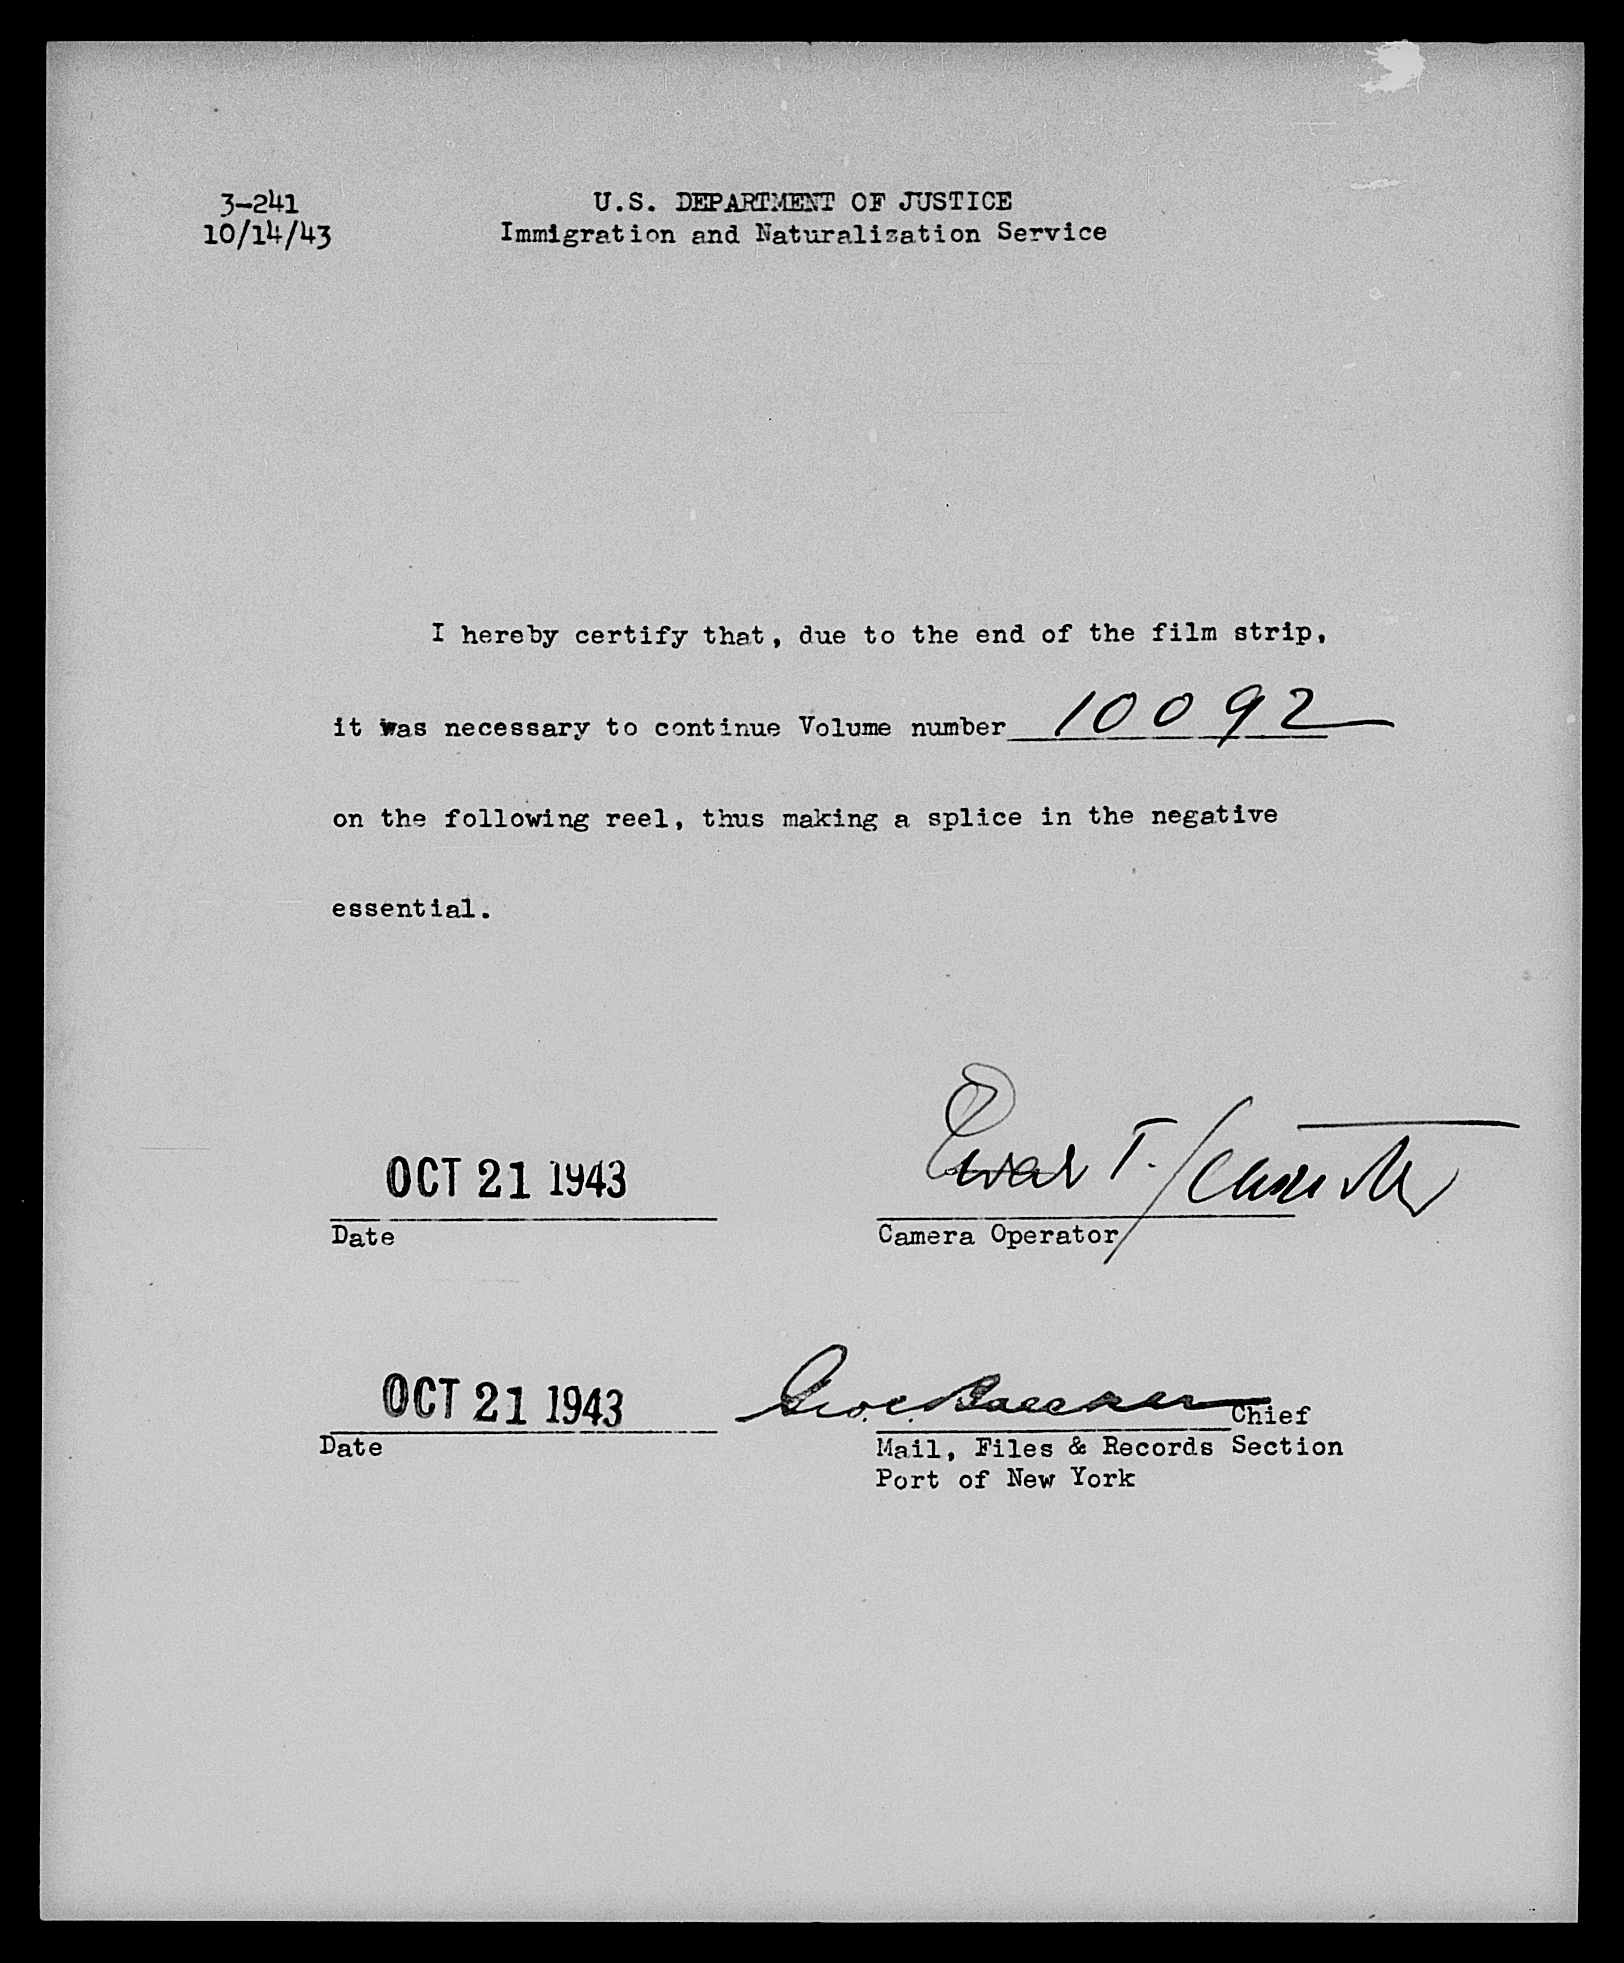 3-241
10/14/43
U.S. DEPARTMENT OF JUSTICE
Immigration and Naturalization Service
I hereby certify that, due to the end of the film strip,
it was necessary to continue Volume number 10092
on the following reel, thus making a splice in the negative
essential.
OCT 21 1943
Date
T.
Camera Operator
OCT 21 1943
Date
Geo. C.
Chief
Mail, Files & Records Section
Port of New York